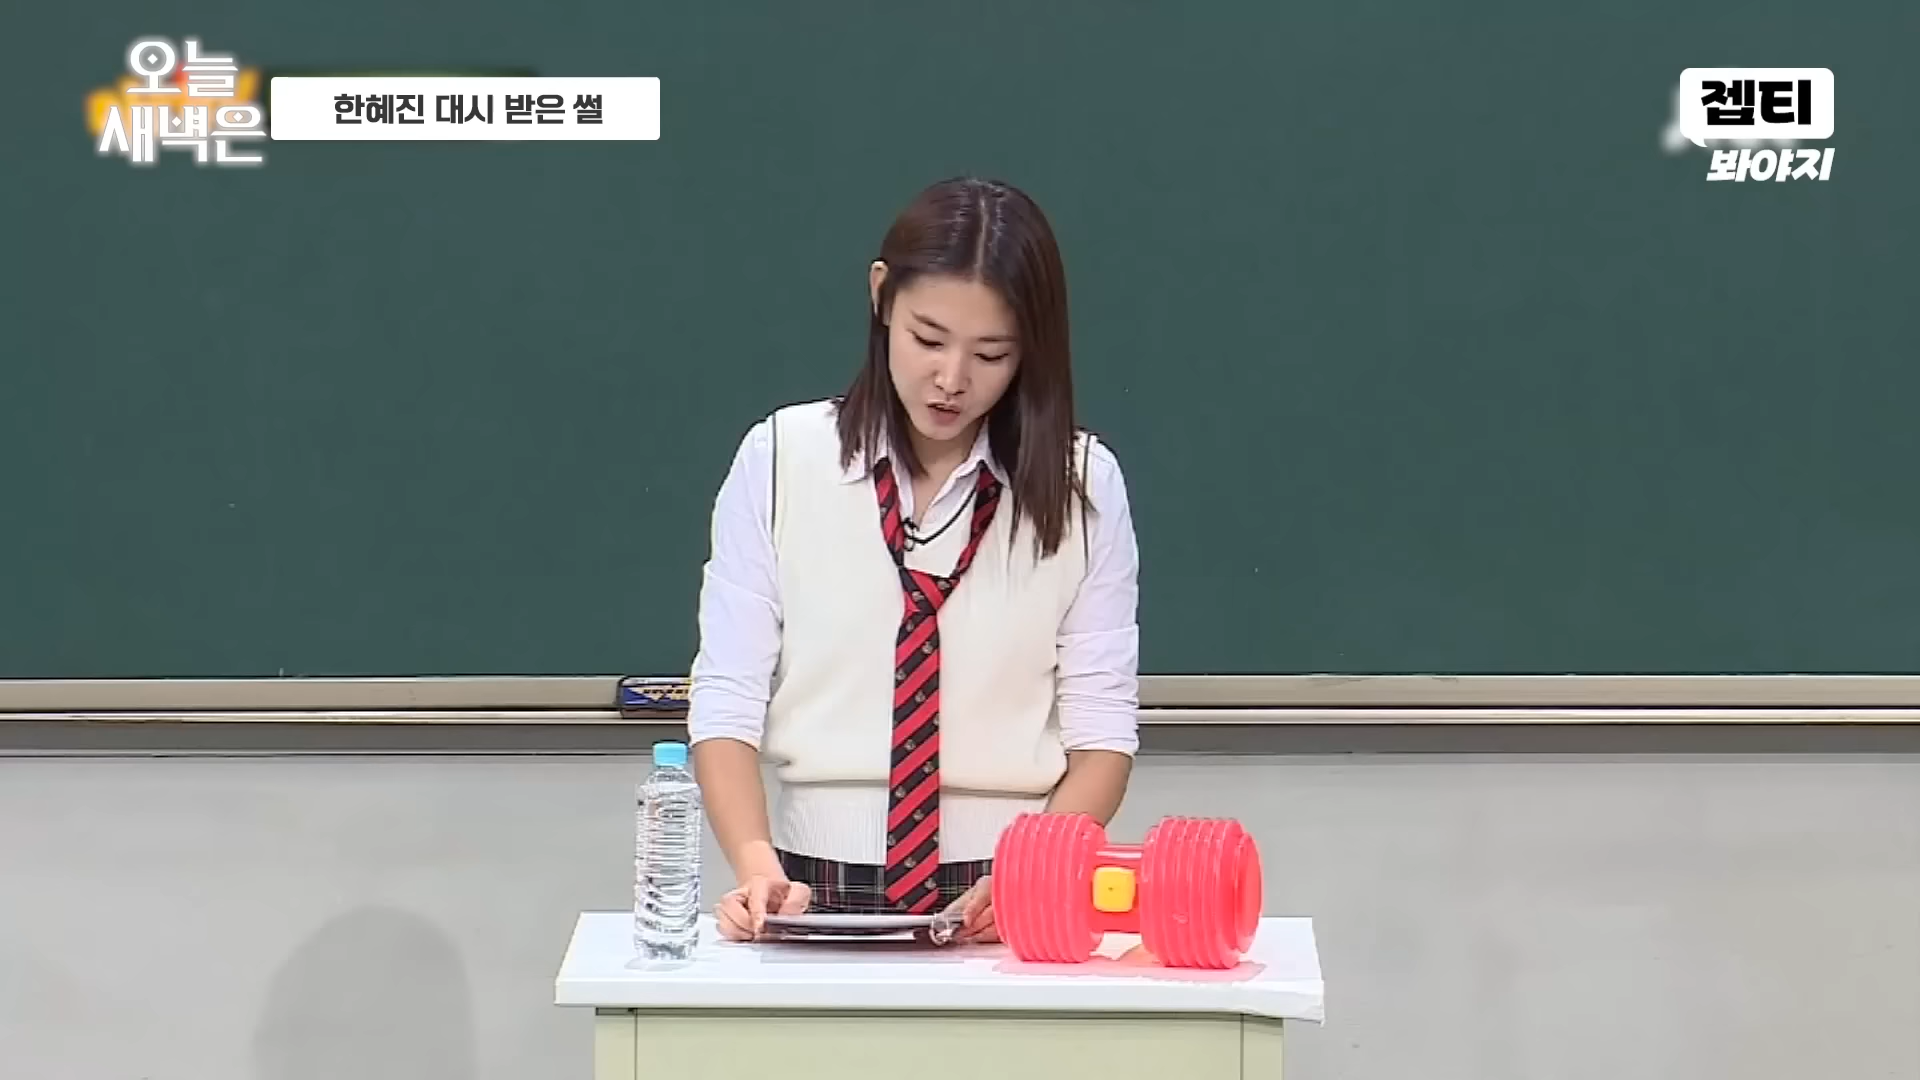 오늘
새벽은
한혜진 대시 받은 썰
젭티
봐야지